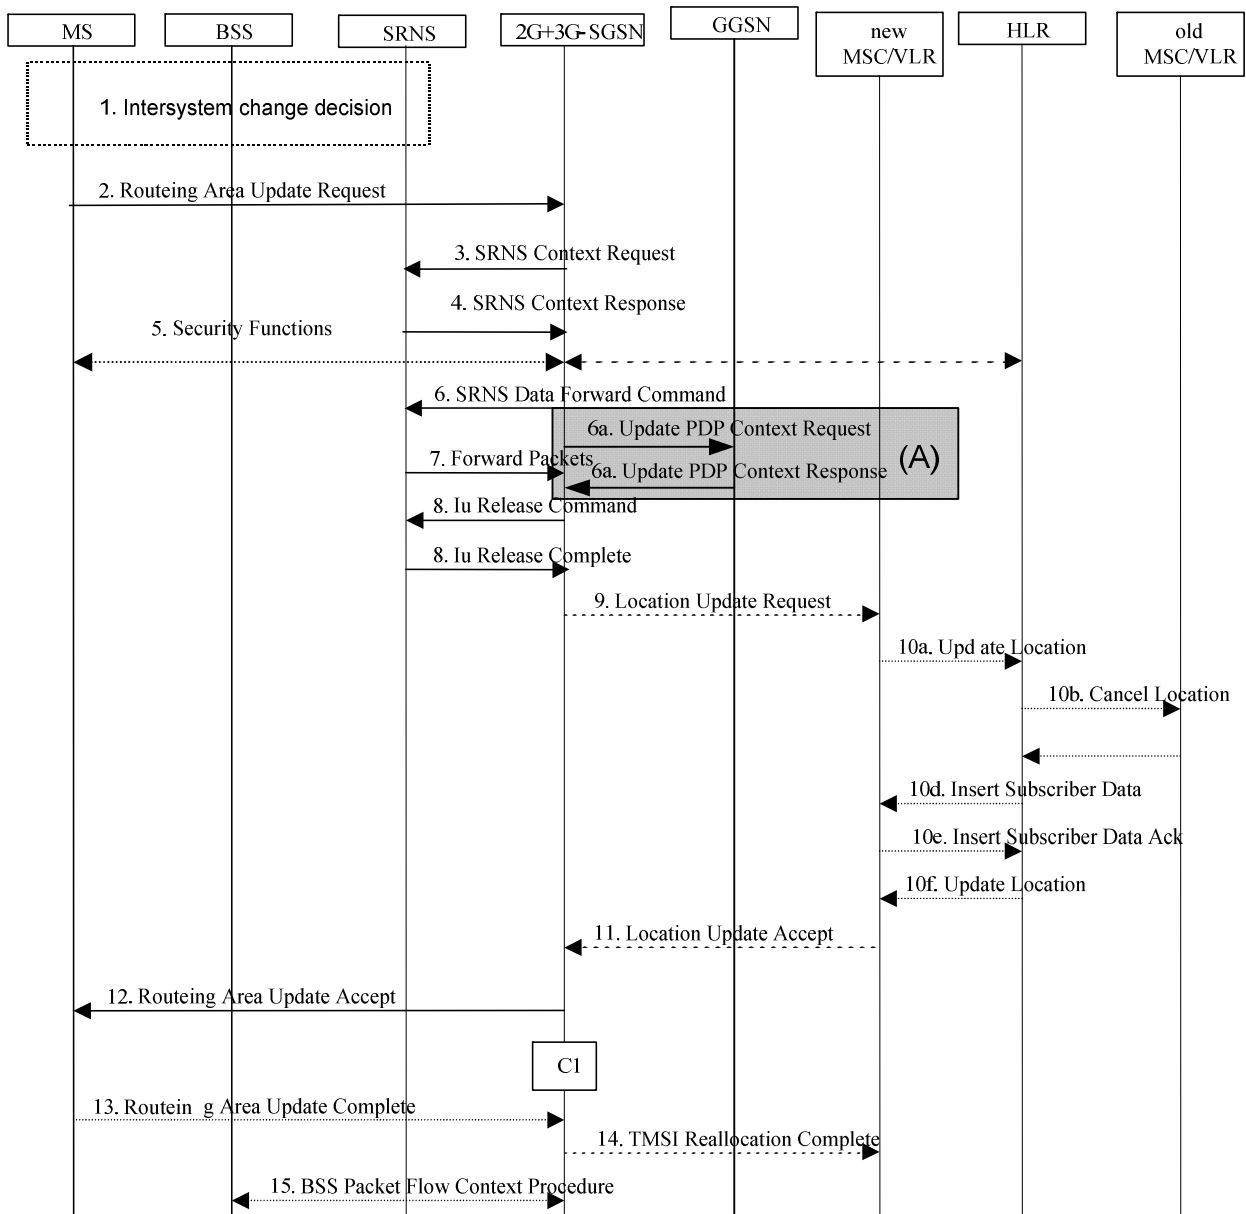 MS
BSS
SRNS
2G+3G-SGSN
GGSN
new
MSC/VLR
HLR
old
MSC/VLR
1. Intersystem change decision
2. Routeing Area Update Request
3. SRNS Context Request
4. SRNS Context Response
5. Security Functions
6. SRNS Data Forward Command
6a. Update PDP Context Request
(A)
7. Forward Packets
6a. Update PDP Context Response
8. Iu Release Command
8. Iu Release Complete
9. Location Update Request
10a. Upd ate Location
10b. Cancel Location
10d. Insert Subscriber Data
10e. Insert Subscriber Data Ack
10f. Update Location
11. Location Update Accept
12. Routeing Area Update Accept
C1
13. Routein g Area Update Complete
14. TMSI Reallocation Complete
15. BSS Packet Flow Context Procedure